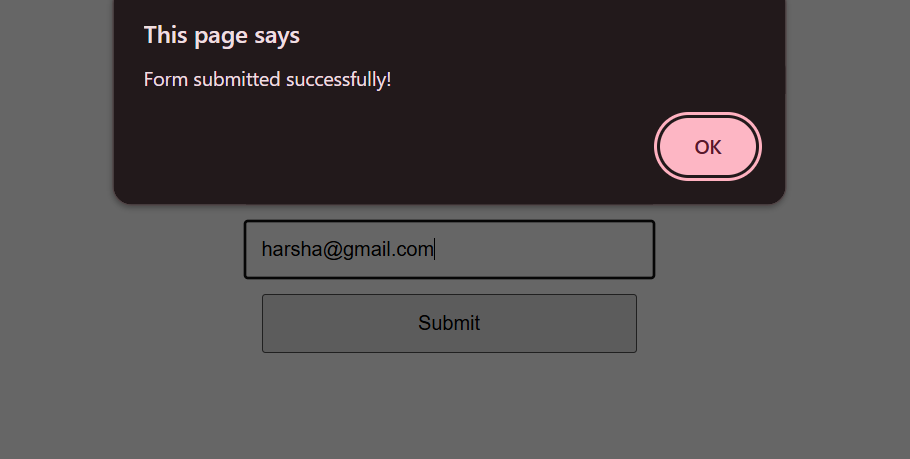 This page says
Form submitted successfully!
OK
harsha@gmail.com
Submit